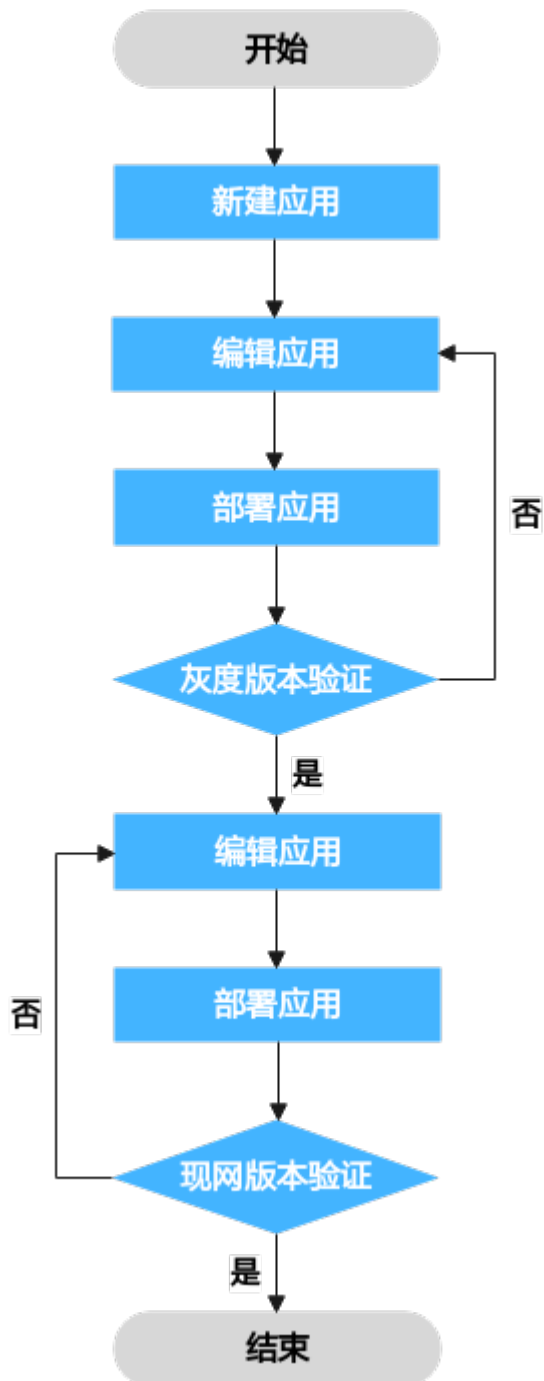 开始
新建应用
编辑应用
部署应用
否
灰度版本验证
是
编辑应用
部署应用
否
现网版本验证
是
结束